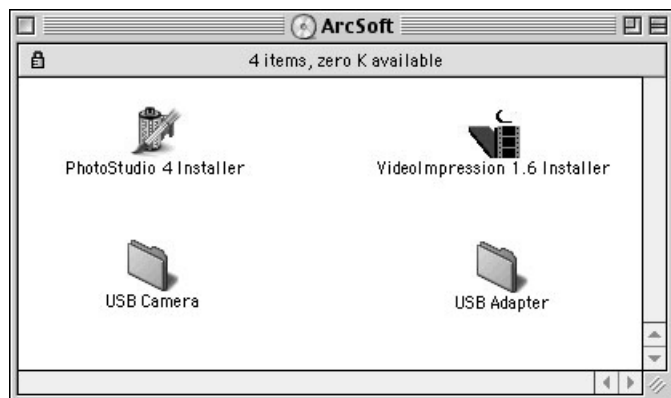 ArcSoft
4 items, zero K available
PhotoStudio 4 Installer
VideoImpression 1.6 Installer
USB Camera
USB Adapter